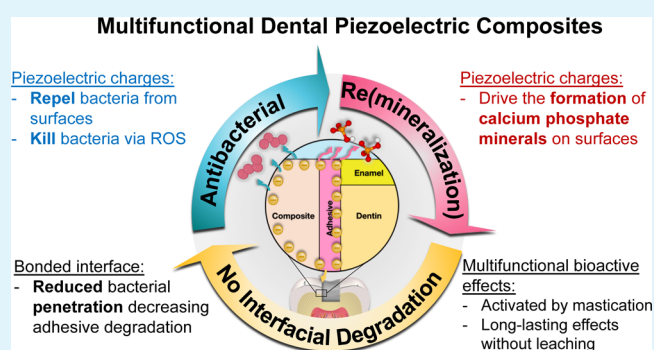 Multifunctional Dental Piezoelectric Composites
Piezoelectric charges:
- Repel bacteria from
surfaces
- Kill bacteria via ROS
Antibacterial
Re(mineralization)
Piezoelectric charges:
- Drive the formation of
calcium phosphate
minerals on surfaces
Enamel
Composite
Adhesive
Dentin
Bonded interface:
- Reduced bacterial
penetration decreasing
adhesive degradation
No Interfacial Degradation
Multifunctional bioactive
effects:
- Activated by mastication
- Long-lasting effects
without leaching